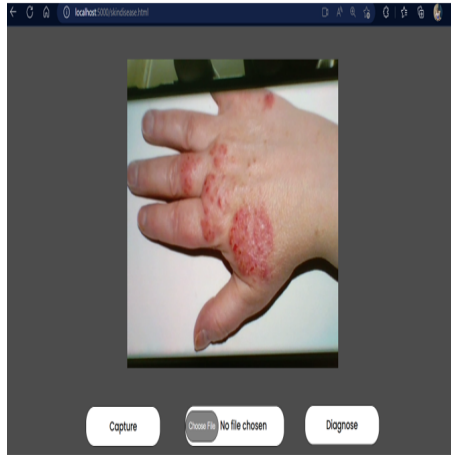 localhost:5000/skindisease.html
Capture
Choose File No file chosen
Diagnose